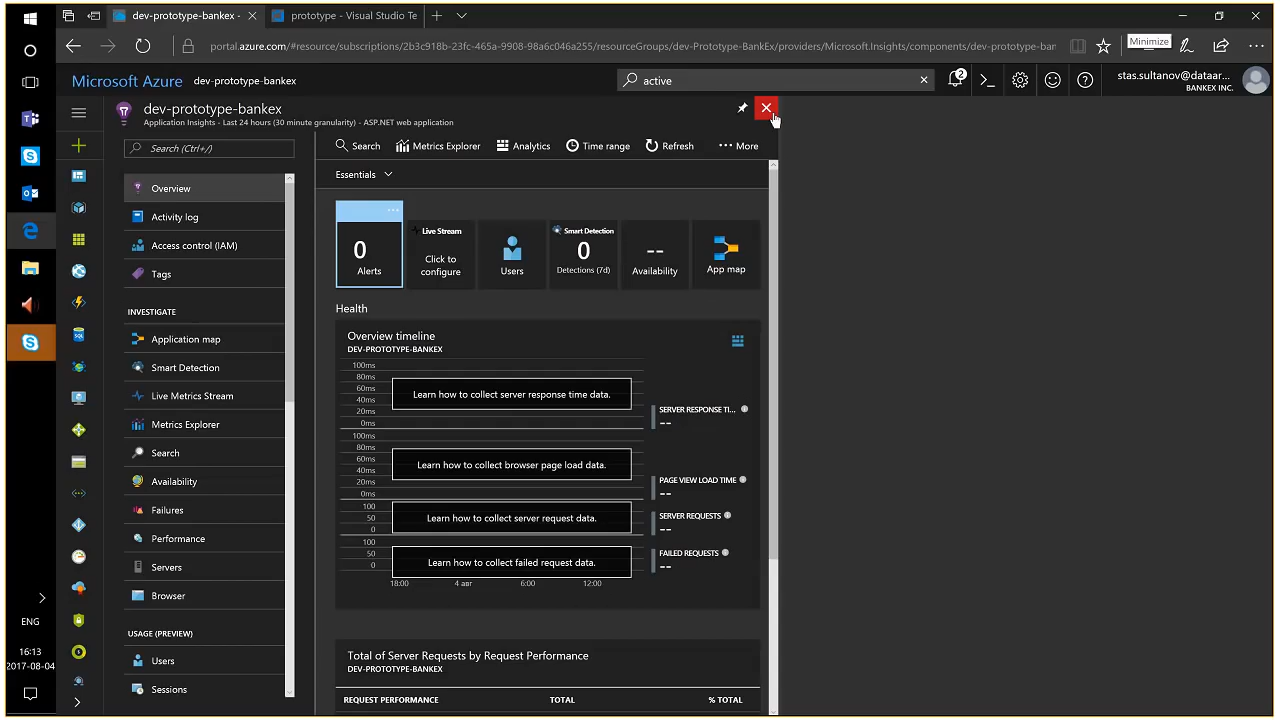 dev-prototype-bankex -
prototype - Visual Studio Te
portal.azure.com/#resource/subscriptions/2b3c918b-23fc-465a-9908-98a6c046a255/resourceGroups/dev-Prototype-BankEx/providers/Microsoft.Insights/components/dev-prototype-ban
Minimize
Microsoft Azure
dev-prototype-bankex
active
2
stas.sultanov@dataar...
BANKEX INC.
dev-prototype-bankex
Application Insights - Last 24 hours (30 minute granularity) - ASP.NET web application
Search (Ctrl+/)
Search
Metrics Explorer
Analytics
Time range
Refresh
More
Essentials
Overview
Activity log
Access control (IAM)
Tags
INVESTIGATE
Application map
Smart Detection
Live Metrics Stream
Metrics Explorer
Search
Availability
Failures
Performance
Servers
Browser
USAGE (PREVIEW)
Users
Sessions
0
Alerts
Live Stream
Click to
configure
Users
Smart Detection
0
Detections (7d)
--
Availability
App map
Health
Overview timeline
DEV-PROTOTYPE-BANKEX
100ms
80ms
60ms
40ms
20ms
0ms
Learn how to collect server response time data.
SERVER RESPONSE TI...
--
100ms
80ms
60ms
40ms
20ms
0ms
Learn how to collect browser page load data.
PAGE VIEW LOAD TIME
--
100
50
0
Learn how to collect server request data.
SERVER REQUESTS
--
100
50
0
Learn how to collect failed request data.
FAILED REQUESTS
--
18:00
4 авг
6:00
12:00
Total of Server Requests by Request Performance
DEV-PROTOTYPE-BANKEX
REQUEST PERFORMANCE
TOTAL
% TOTAL
ENG
16:13
2017-08-04